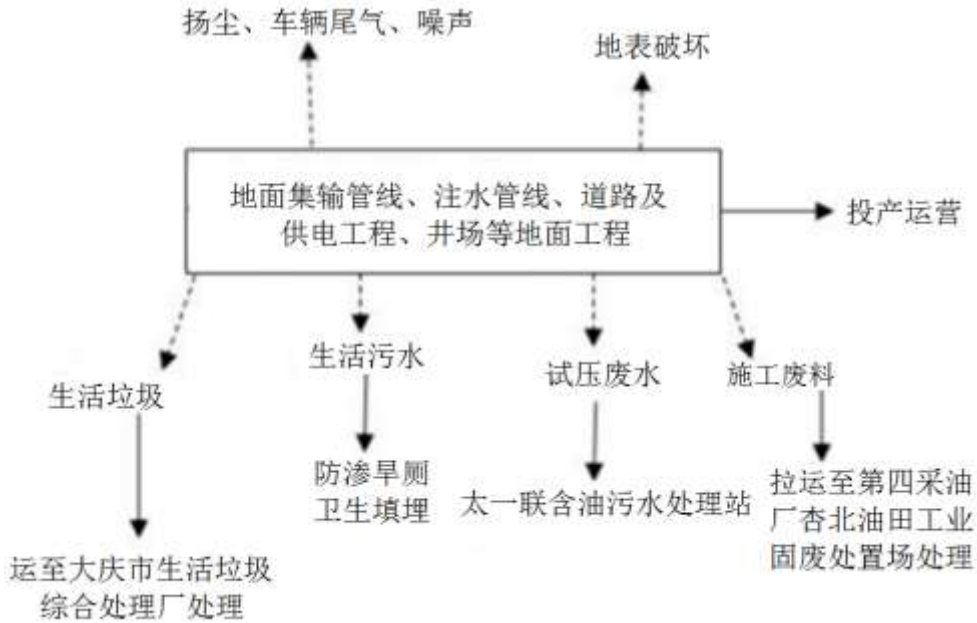 扬尘、车辆尾气、噪声
地表破坏
地面集输管线、注水管线、道路及
供电工程、井场等地面工程
投产运营
生活垃圾
生活污水
试压废水
施工废料
防渗旱厕
卫生填埋
太一联含油污水处理站
拉运至第四采油
厂杏北油田工业
固废处置场处理
运至大庆市生活垃圾
综合处理厂处理